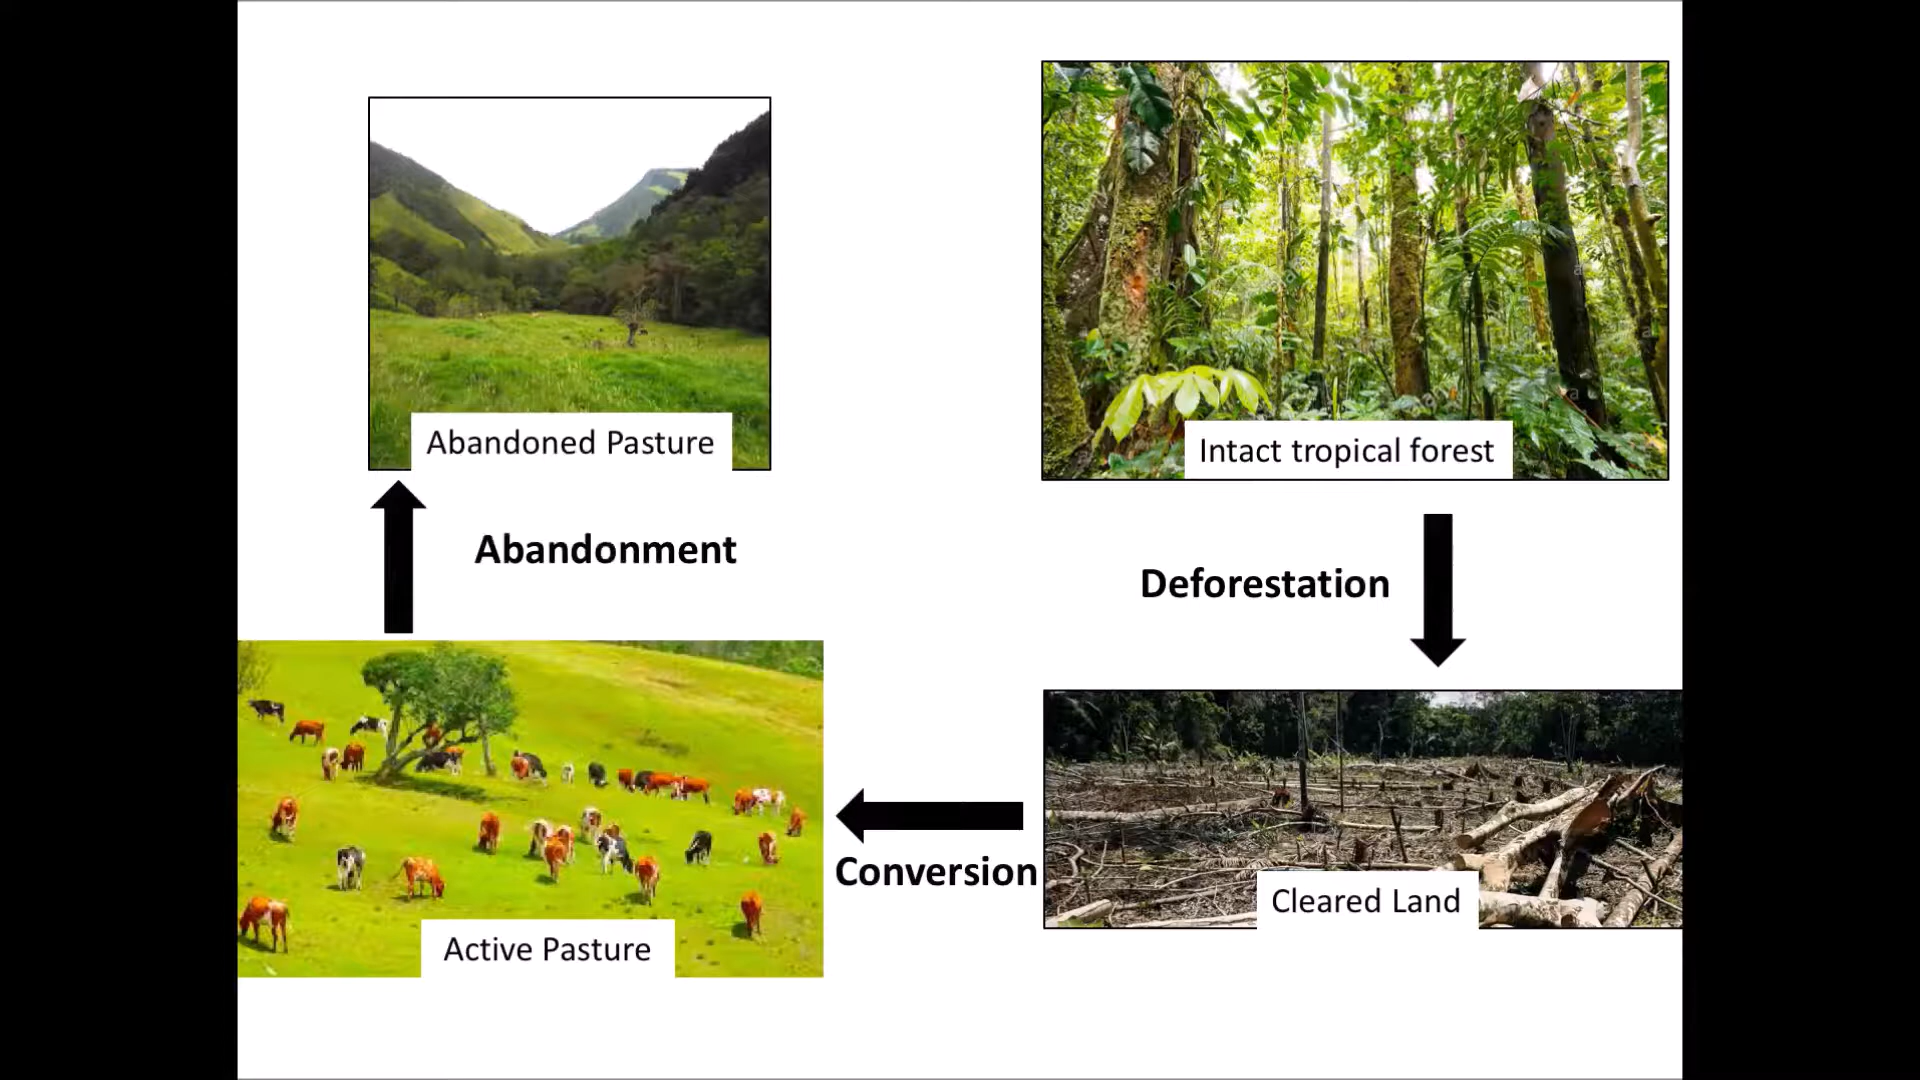 Abandoned Pasture
Intact tropical forest
Abandonment
Deforestation
Conversion
Cleared Land
Active Pasture